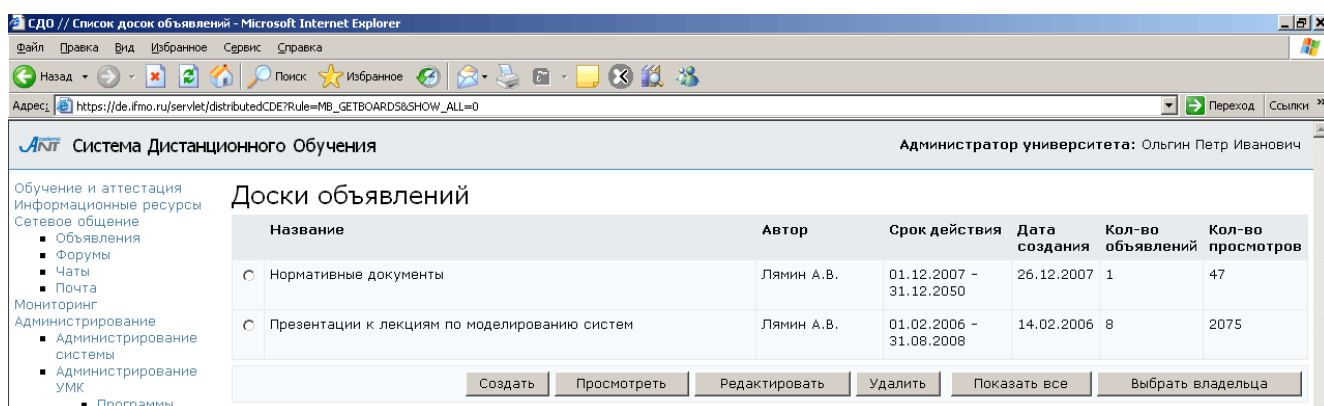 СДО // Список досок объявлений - Microsoft Internet Explorer
Файл Правка Вид Избранное Сервис Справка
Назад Поиск Избранное
Адрес: https://de.ifmo.ru/servlet/distributedCDE?Rule=MB_GETBOARDS&SHOW_ALL=0 Переход Ссылки »
Academic ANT Система Дистанционного Обучения Администратор университета: Ольгин Петр Иванович
Обучение и аттестация
Информационные ресурсы
Сетевое общение
Объявления
Форумы
Чаты
Почта
Мониторинг
Администрирование
Администрирование
системы
Администрирование
УМК
Программы
Доски объявлений
Название Автор Срок действия Дата создания Кол-во объявлений Кол-во просмотров
Нормативные документы Лямин А.В. 01.12.2007 - 26.12.2007 1 47
31.12.2050
Презентации к лекциям по моделированию систем Лямин А.В. 01.02.2006 - 14.02.2006 8 2075
31.08.2008
Создать Просмотреть Редактировать Удалить Показать все Выбрать владельца